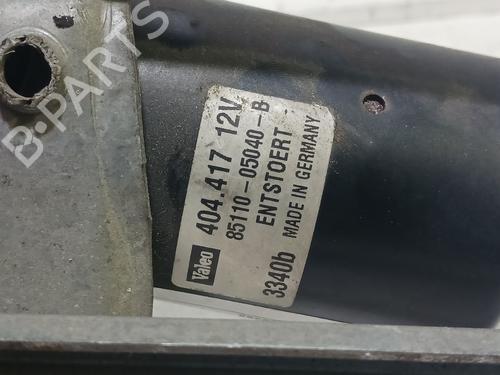 B-PARTS
Valeo
404.417 12V
85110-05040-B
ENTSTOERT
3340b MADE IN GERMANY